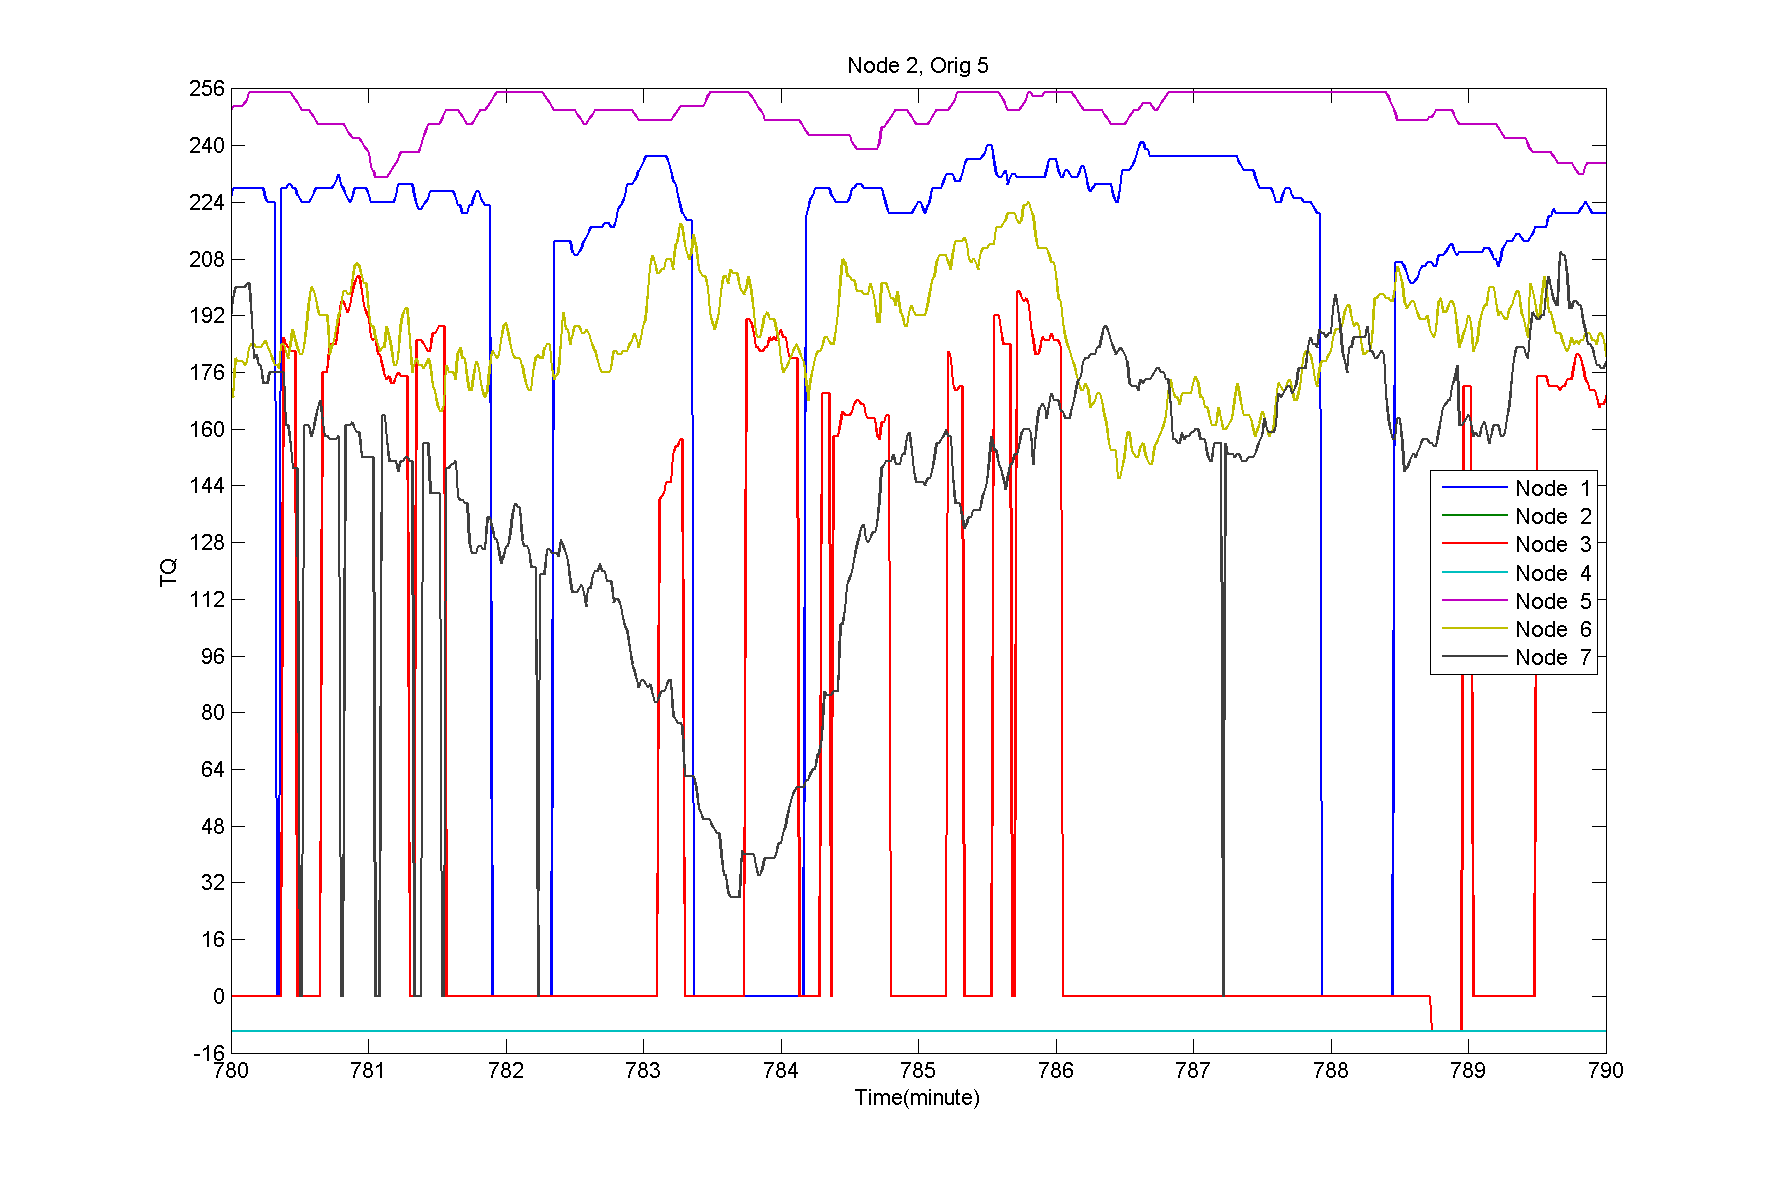 Node 2, Orig 5
256
240
224
208
192
176
160
144
128
112
96
80
64
48
32
16
0
-16
TQ
Node 1
Node 2
Node 3
Node 4
Node 5
Node 6
Node 7
780 781 782 783 784 785 786 787 788 789 790
Time(minute)